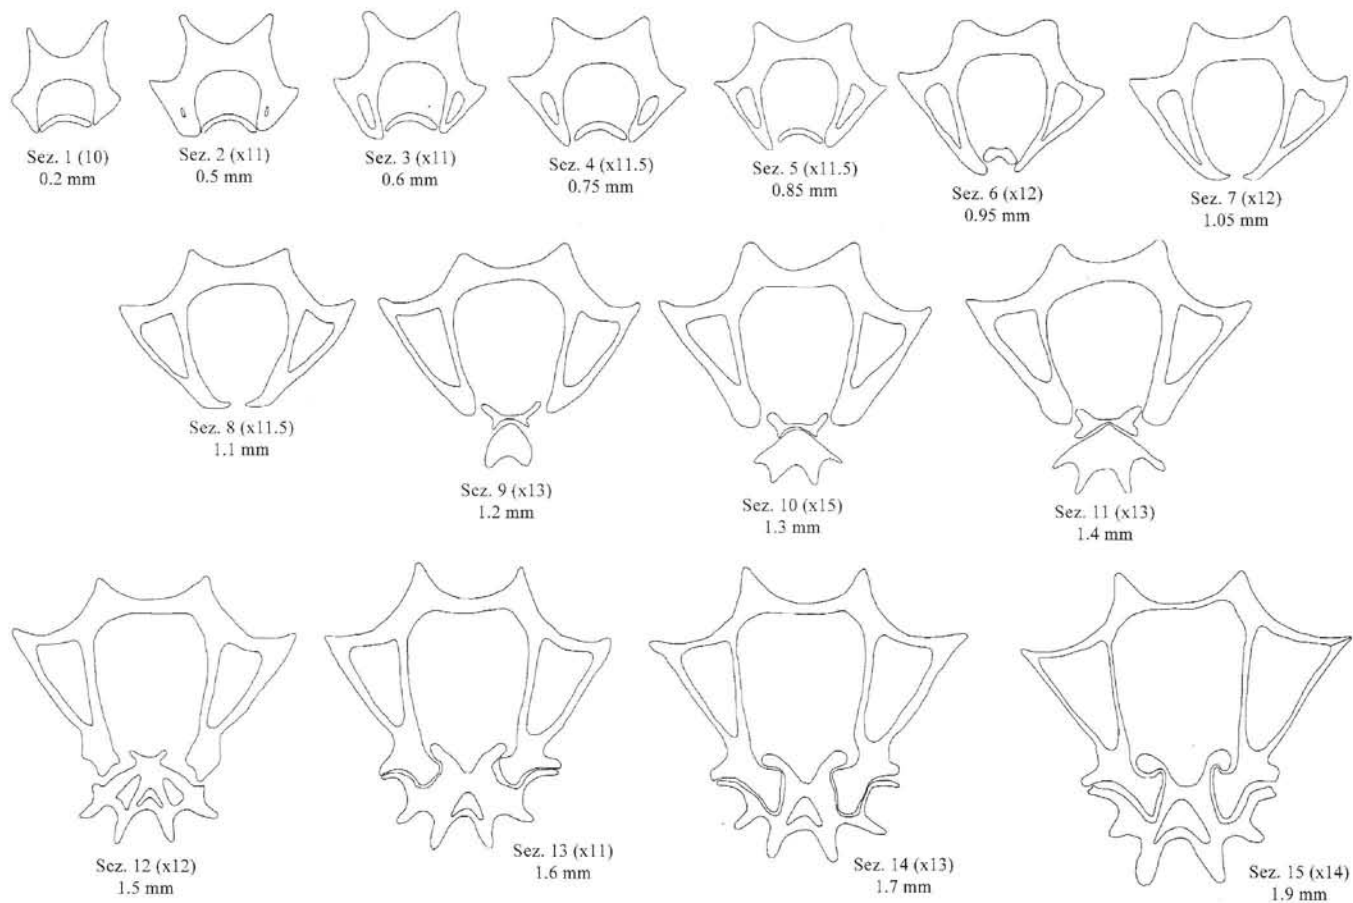 Sez. 1 (10)
0.2 mm
Sez. 2 (x11)
0.5 mm
Sez. 3 (x11)
0.6 mm
Sez. 4 (x11.5)
0.75 mm
Sez. 5 (x11.5)
0.85 mm
Sez. 6 (x12)
0.95 mm
Sez. 7 (x12)
1.05 mm
Sez. 8 (x11.5)
1.1 mm
Sez. 9 (x13)
1.2 mm
Sez. 10 (x15)
1.3 mm
Sez. 11 (x13)
1.4 mm
Sez. 12 (x12)
1.5 mm
Sez. 13 (x11)
1.6 mm
Sez. 14 (x13)
1.7 mm
Sez. 15 (x14)
1.9 mm